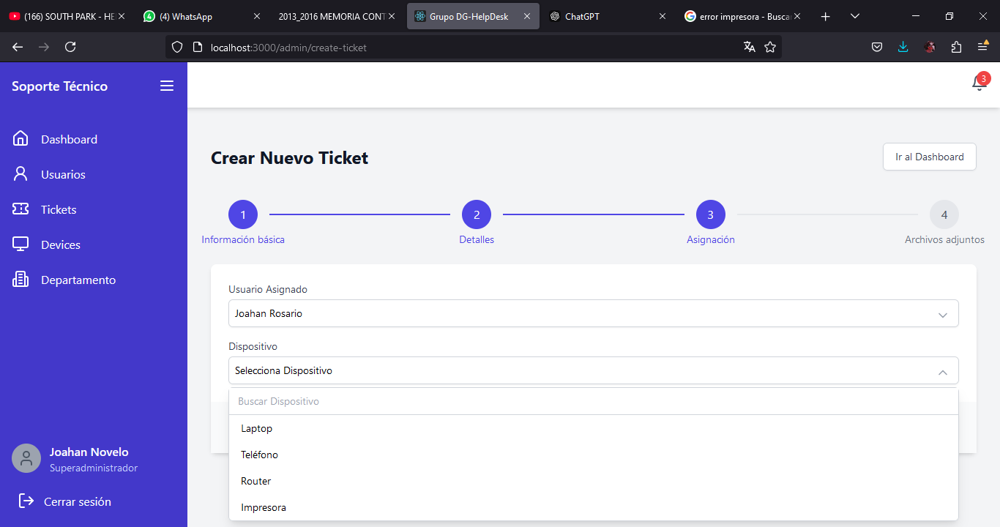 (166) SOUTH PARK - HE
(4) WhatsApp
2013_2016 MEMORIA CONT
Grupo DG-HelpDesk
ChatGPT
error impresora - Busca
localhost:3000/admin/create-ticket
Soporte Técnico
3
Dashboard
Usuarios
Tickets
Devices
Departamento
Joahan Novelo
Superadministrador
Cerrar sesión
Crear Nuevo Ticket
Ir al Dashboard
1
2
3
4
Información básica
Detalles
Asignación
Archivos adjuntos
Usuario Asignado
Joahan Rosario
Dispositivo
Selecciona Dispositivo
Buscar Dispositivo
Laptop
Teléfono
Router
Impresora